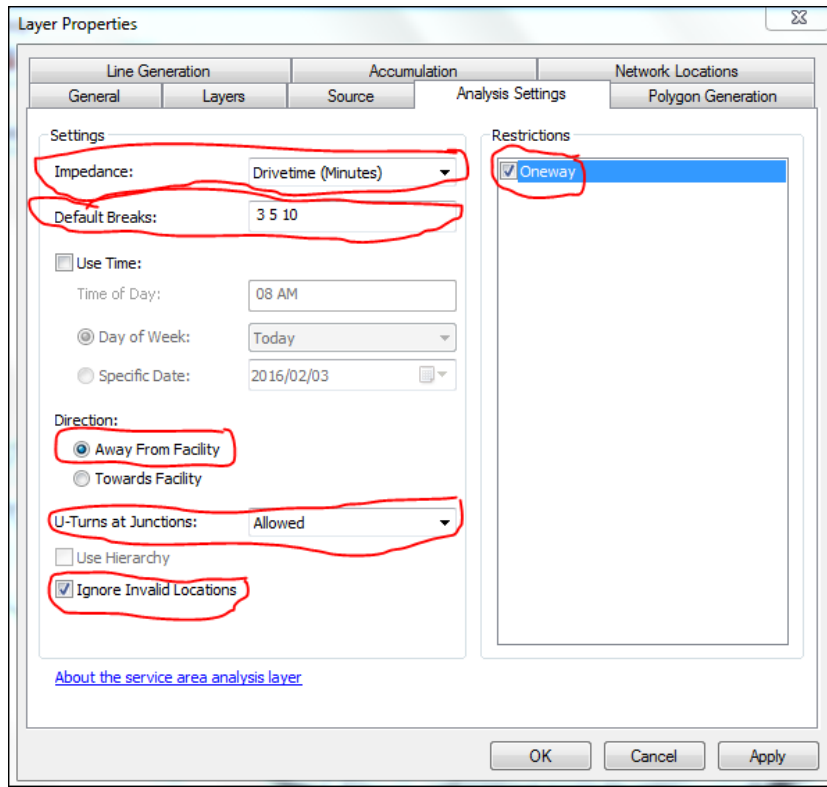 Layer Properties
Line Generation Accumulation Network Locations
General Layers Source Analysis Settings Polygon Generation
Settings
Impedance: Drivetime (Minutes)
Default Breaks: 3 5 10
Use Time:
Time of Day: 08 AM
Day of Week: Today
Specific Date: 2016/02/03
Direction:
Away From Facility
Towards Facility
U-Turns at Junctions: Allowed
Use Hierarchy
Ignore Invalid Locations
Restrictions
Oneway
About the service area analysis layer
OK Cancel Apply